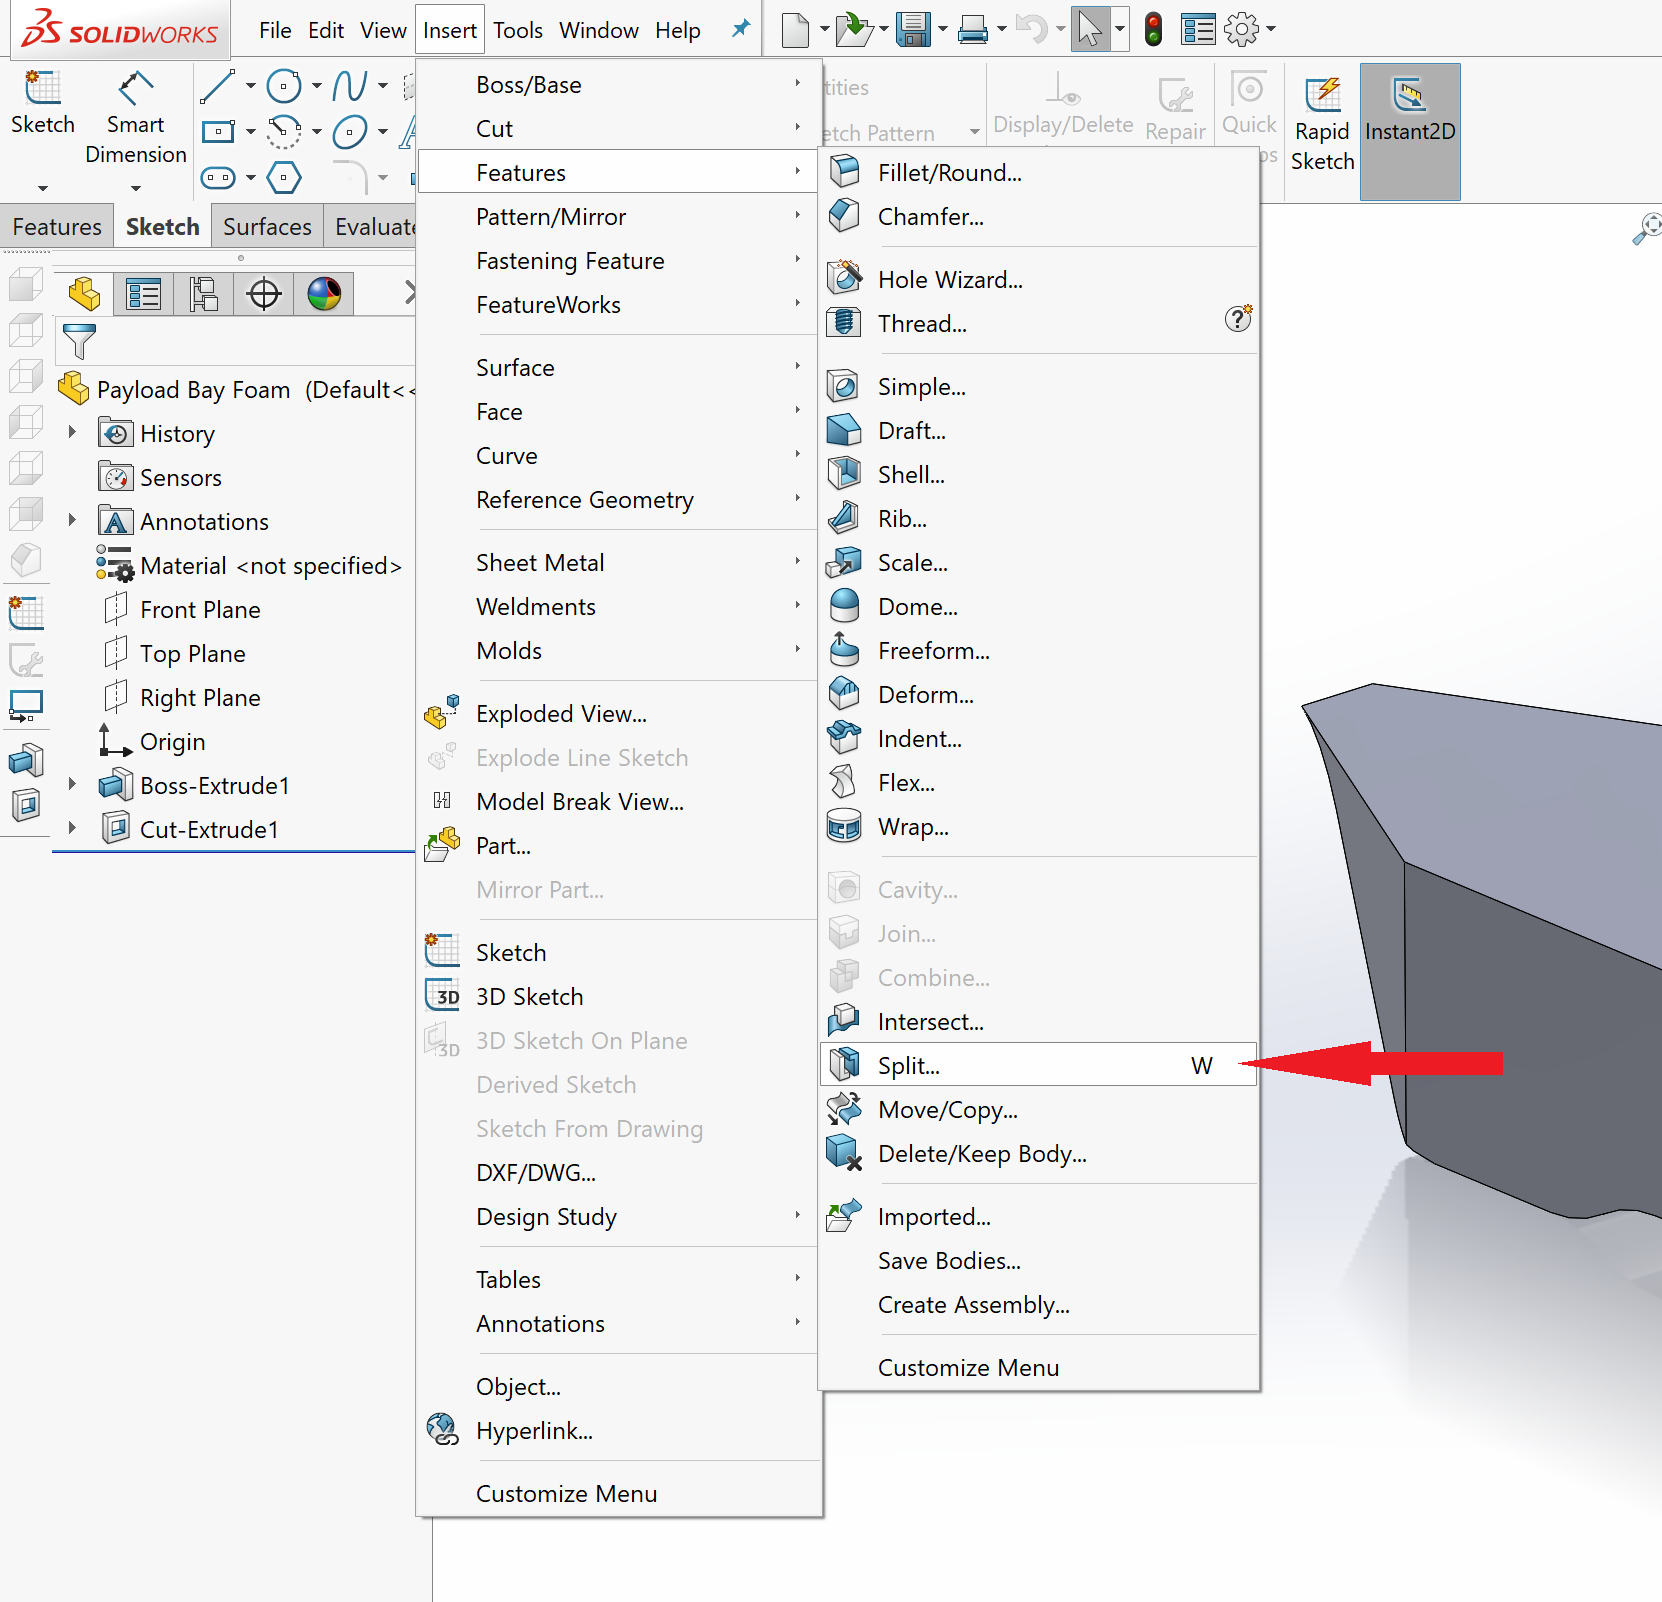 SOLIDWORKS
File Edit View Insert Tools Window Help
Sketch
Smart
Dimension
Display/Delete
Repair
Quick
Rapid
Sketch
Instant2D
Pattern
Features Sketch Surfaces
Payload Bay Foam (Default<<
History
Sensors
Annotations
Material <not specified>
Front Plane
Top Plane
Right Plane
Origin
Boss-Extrude1
Cut-Extrude1
Boss/Base
Cut
Features
Pattern/Mirror
Fastening Feature
FeatureWorks
Surface
Face
Curve
Reference Geometry
Sheet Metal
Weldments
Molds
Exploded View...
Explode Line Sketch
Model Break View...
Part...
Mirror Part...
Sketch
3D Sketch
3D Sketch On Plane
Derived Sketch
Sketch From Drawing
DXF/DWG...
Design Study
Tables
Annotations
Object...
Hyperlink...
Customize Menu
Fillet/Round...
Chamfer...
Hole Wizard...
Thread...
Simple...
Draft...
Shell...
Rib...
Scale...
Dome...
Freeform...
Deform...
Indent...
Flex...
Wrap...
Cavity...
Join...
Combine...
Intersect...
Split... W
Move/Copy...
Delete/Keep Body...
Imported...
Save Bodies...
Create Assembly...
Customize Menu